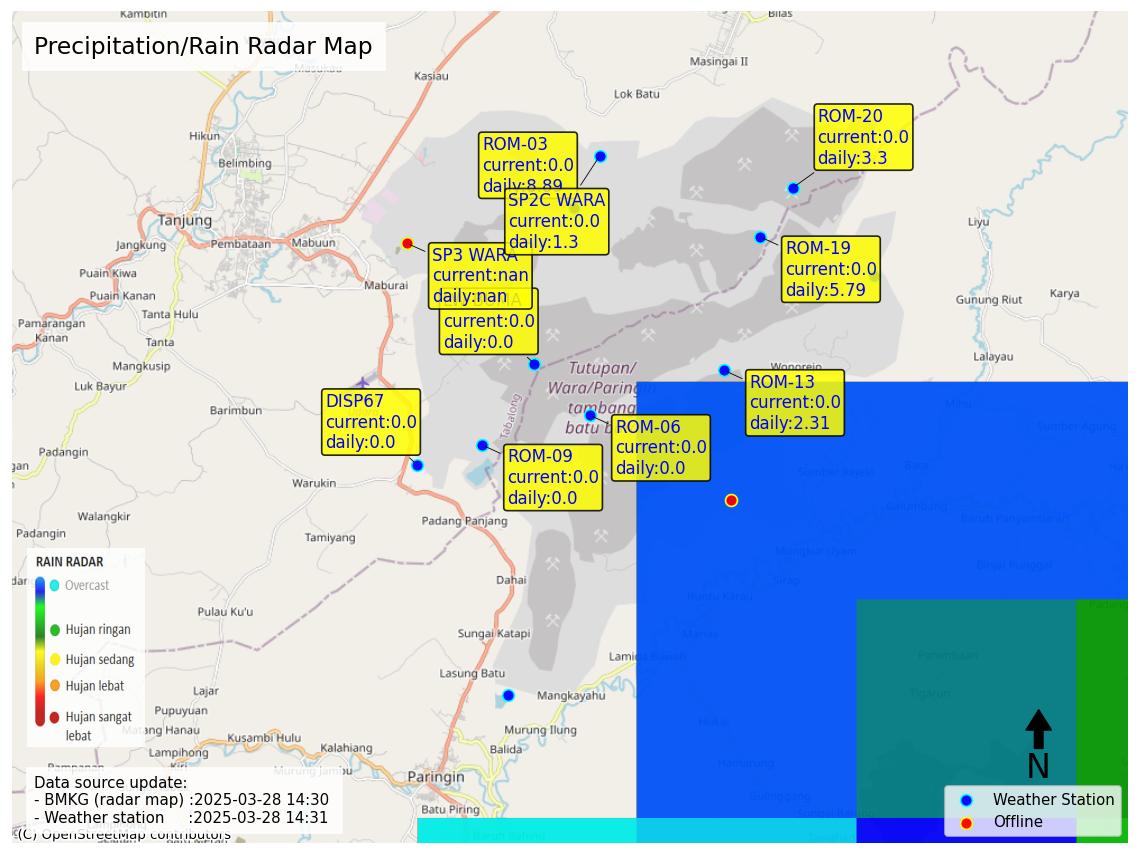 Precipitation/Rain Radar Map
Kambitin
Bilas
Masukau
Masingai II
Kasiau
Lok Batu
Hikun
Belimbing
Tanjung
Jangkung
Pembataan
Mabuun
Puain Kiwa
Maburai
Puain Kanan
Tanta Hulu
Pamarangan
Kanan
Tanta
Mangkusip
Luk Bayur
Barimbun
Padangin
Warukin
Walangkir
Padangin
Tamiyang
Padang Panjang
Dahai
Pulau Ku'u
Sungai Katapi
Lasung Batu
Lajar
Mangkayahu
Pupuyuan
Matang Hanau
Murung Ilung
Kusambi Hulu
Kalahiang
Balida
Lampihong
Murung Jambu
Paringin
Batu Piring
Liyu
Gunung Riut
Karya
Lalayau
Wonorejo
Mihu
Sumber Agung
Tabalong
Tutupan/
Wara/Paringin
tambang
batu b
ROM-03
current:0.0
daily:8.89
SP2C WARA
current:0.0
daily:1.3
ROM-20
current:0.0
daily:3.3
ROM-19
current:0.0
daily:5.79
SP3 WARA
current:nan
daily:nan
current:0.0
daily:0.0
ROM-13
current:0.0
daily:2.31
DISP67
current:0.0
daily:0.0
ROM-06
current:0.0
daily:0.0
ROM-09
current:0.0
daily:0.0
RAIN RADAR
Overcast
Hujan ringan
Hujan sedang
Hujan lebat
Hujan sangat
lebat
Data source update:
- BMKG (radar map) :2025-03-28 14:30
- Weather station :2025-03-28 14:31
(C) OpenStreetMap contributors
N
Weather Station
Offline